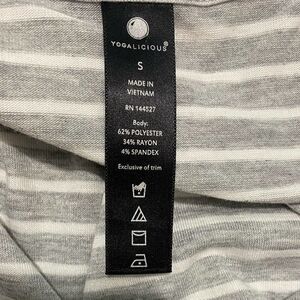 YOGALICIOUS®
S
MADE IN
VIETNAM
RN 144527
Body:
62% POLYESTER
34% RAYON
4% SPANDEX
Exclusive of trim